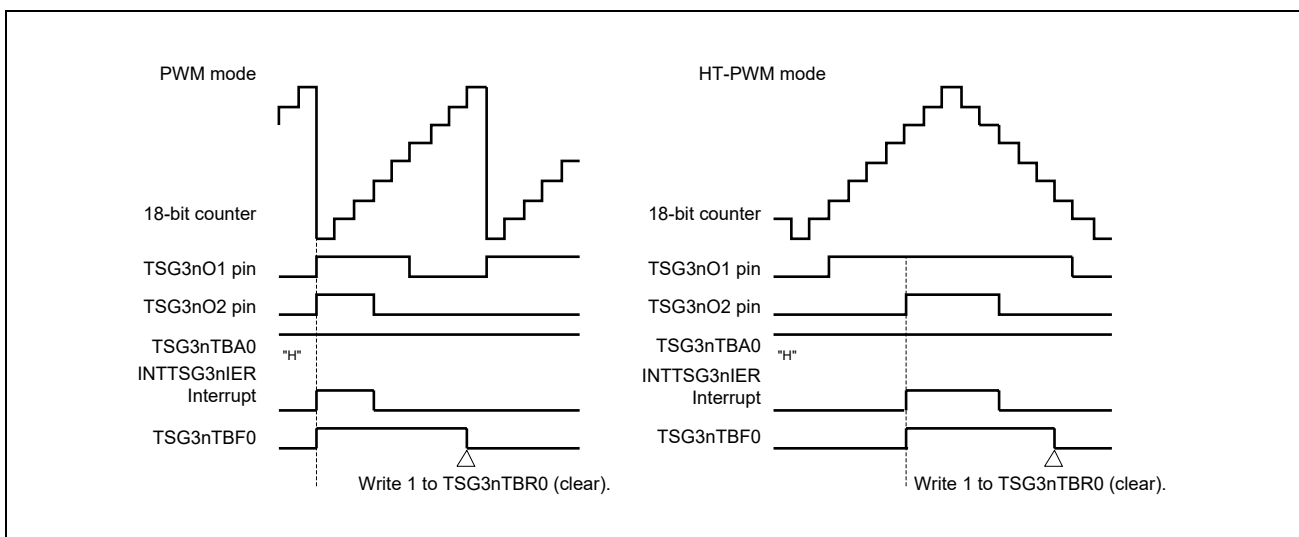 PWM mode
18-bit counter
TSG3nO1 pin
TSG3nO2 pin
TSG3nTBA0
"H"
INTTSG3nIER
Interrupt
TSG3nTBF0
Write 1 to TSG3nTBR0 (clear).
HT-PWM mode
18-bit counter
TSG3nO1 pin
TSG3nO2 pin
TSG3nTBA0
"H"
INTTSG3nIER
Interrupt
TSG3nTBF0
Write 1 to TSG3nTBR0 (clear).